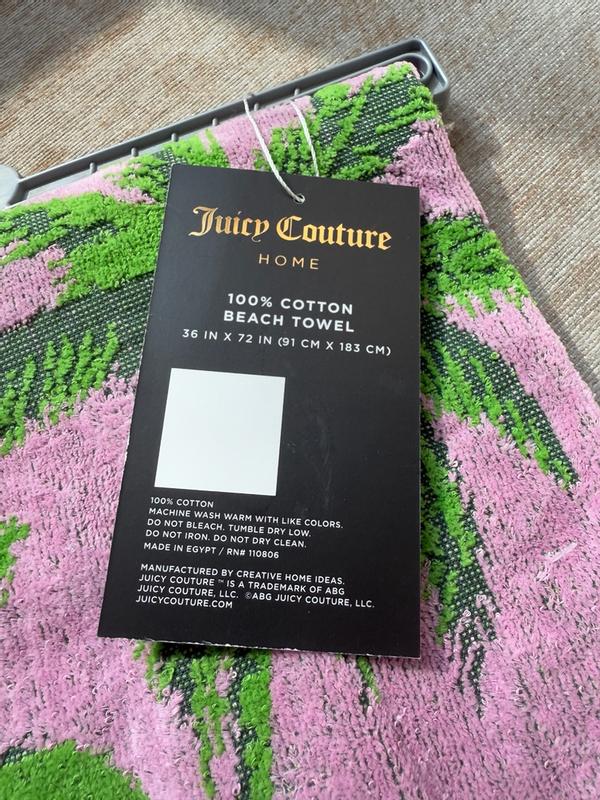 Juicy Couture
HOME
100% COTTON
BEACH TOWEL
36 IN X 72 IN (91 CM X 183 CM)
100% COTTON
MACHINE WASH WARM WITH LIKE COLORS.
DO NOT BLEACH. TUMBLE DRY LOW.
DO NOT IRON. DO NOT DRY CLEAN.
MADE IN EGYPT / RN# 110806
MANUFACTURED BY CREATIVE HOME IDEAS.
JUICY COUTURE ™ IS A TRADEMARK OF ABG
JUICY COUTURE, LLC. ©ABG JUICY COUTURE, LLC.
JUICYCOUTURE.COM